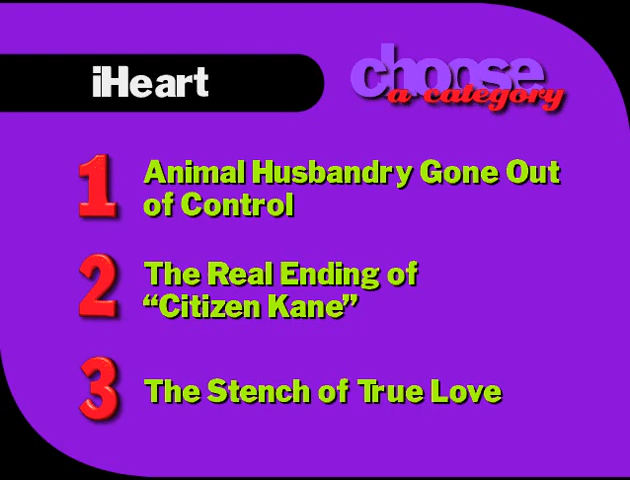 iHeart
choose
a category
1 Animal Husbandry Gone Out
of Control
2 The Real Ending of
“Citizen Kane”
3 The Stench of True Love